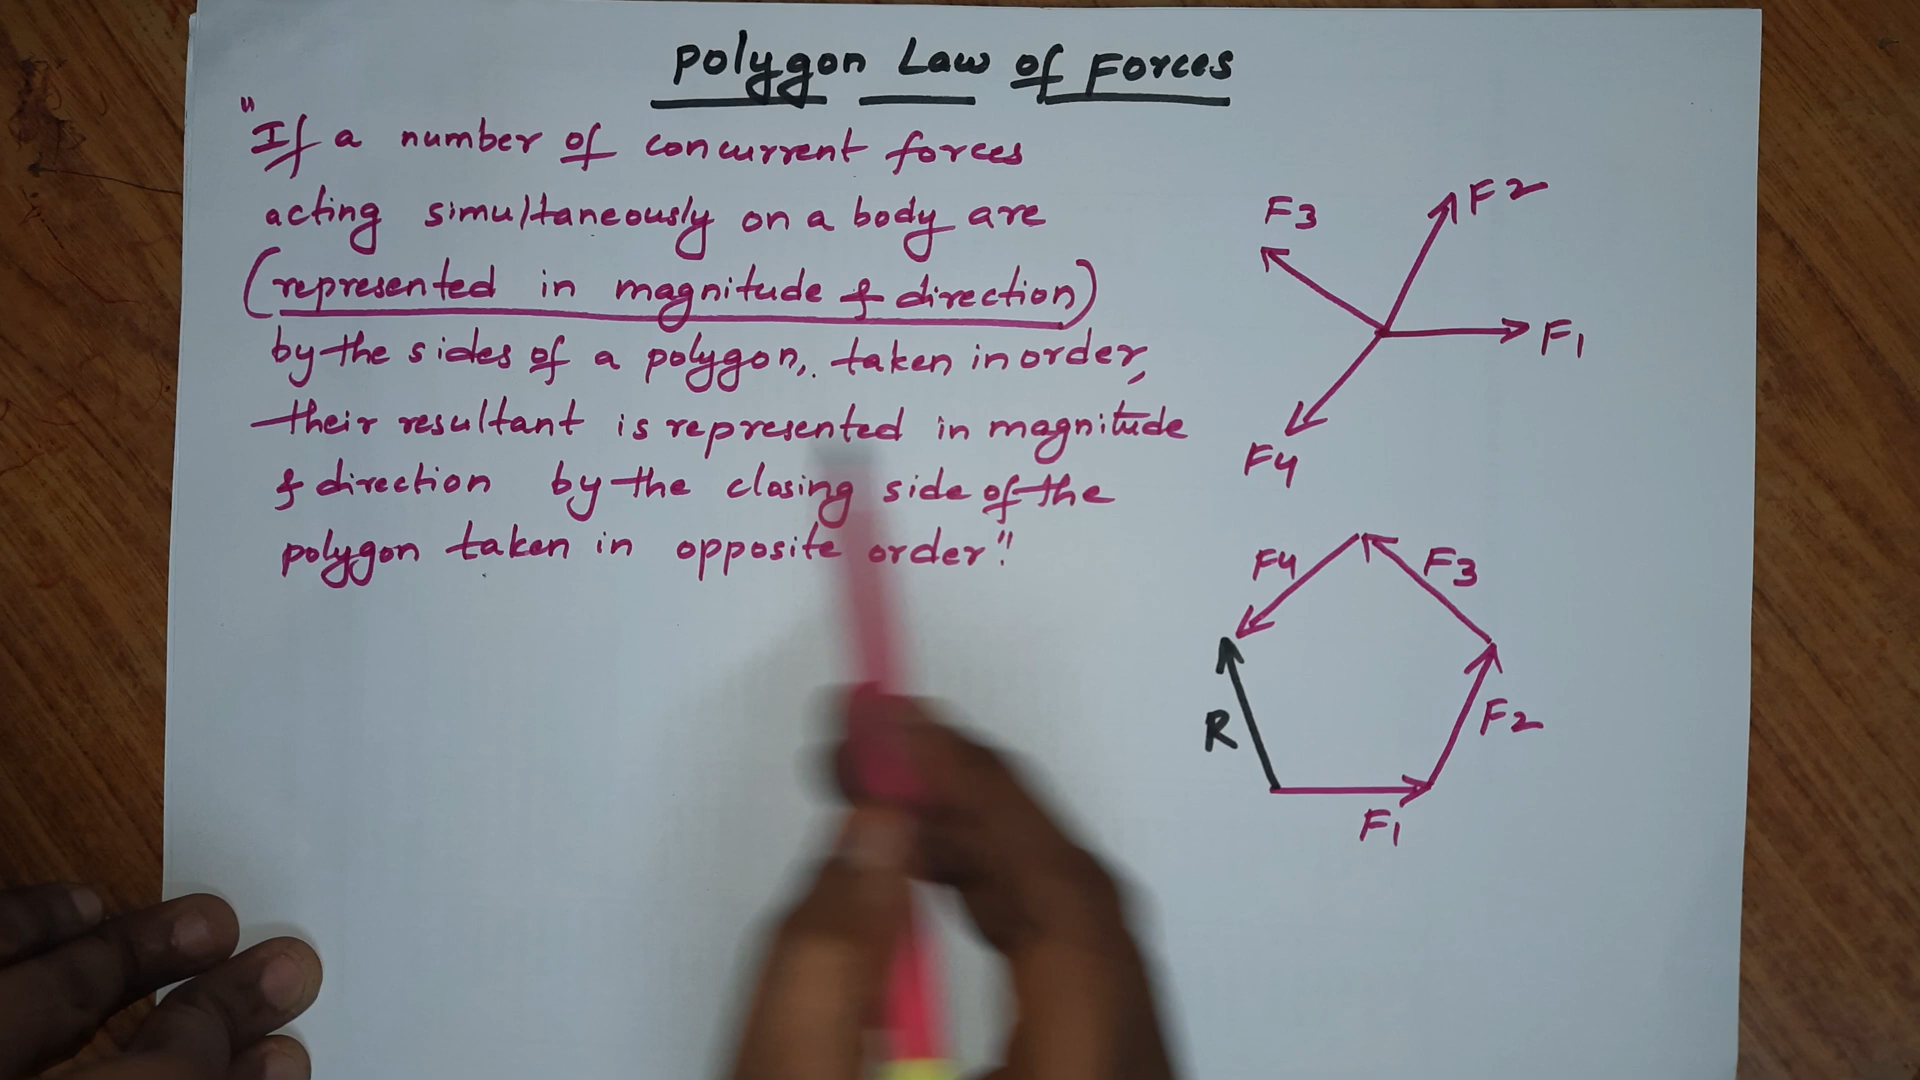 Polygon Law of Forces
"If a number of concurrent forces
acting simultaneously on a body are
(represented in magnitude & direction)
by the sides of a polygon, taken in order,
their resultant is represented in magnitude
& direction by the closing side of the
polygon taken in opposite order"
F3
F2
F1
F4
F4
F3
R
F2
F1